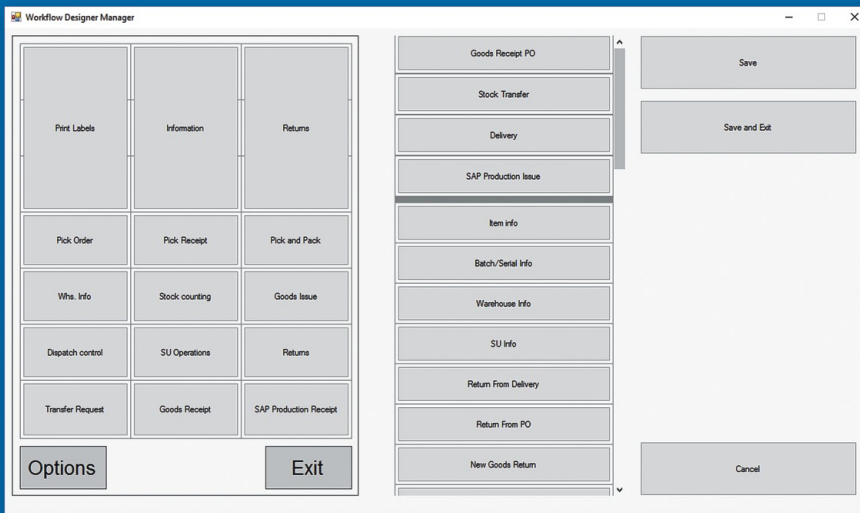 Workflow Designer Manager
Print Labels
Information
Returns
Pick Order
Pick Receipt
Pick and Pack
Whs. Info
Stock counting
Goods Issue
Dispatch control
SU Operations
Returns
Transfer Request
Goods Receipt
SAP Production Receipt
Options
Exit
Goods Receipt PO
Stock Transfer
Delivery
SAP Production Issue
Item info
Batch/Serial Info
Warehouse Info
SU Info
Return From Delivery
Return From PO
New Goods Return
Save
Save and Exit
Cancel